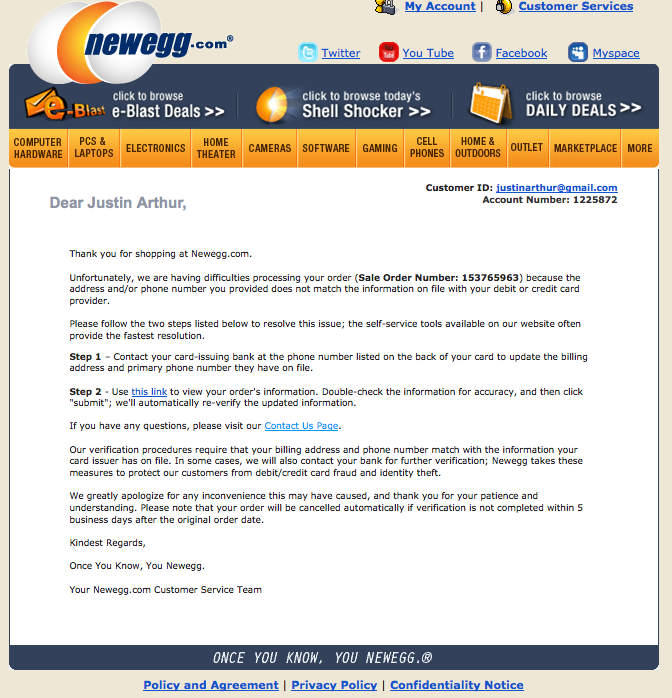 My Account | Customer Services
newegg.com®
Twitter You Tube Facebook Myspace
e-Blast click to browse e-Blast Deals >>
click to browse today's Shell Shocker >>
click to browse DAILY DEALS >>
COMPUTER HARDWARE
PCS & LAPTOPS
ELECTRONICS
HOME THEATER
CAMERAS
SOFTWARE
GAMING
CELL PHONES
HOME & OUTDOORS
OUTLET
MARKETPLACE
MORE
Customer ID: justinarthur@gmail.com
Account Number: 1225872
Dear Justin Arthur,
Thank you for shopping at Newegg.com.
Unfortunately, we are having difficulties processing your order (Sale Order Number: 153765963) because the
address and/or phone number you provided does not match the information on file with your debit or credit card
provider.
Please follow the two steps listed below to resolve this issue; the self-service tools available on our website often
provide the fastest resolution.
Step 1 – Contact your card-issuing bank at the phone number listed on the back of your card to update the billing
address and primary phone number they have on file.
Step 2 - Use this link to view your order's information. Double-check the information for accuracy, and then click
"submit"; we'll automatically re-verify the updated information.
If you have any questions, please visit our Contact Us Page.
Our verification procedures require that your billing address and phone number match with the information your
card issuer has on file. In some cases, we will also contact your bank for further verification; Newegg takes these
measures to protect our customers from debit/credit card fraud and identity theft.
We greatly apologize for any inconvenience this may have caused, and thank you for your patience and
understanding. Please note that your order will be cancelled automatically if verification is not completed within 5
business days after the original order date.
Kindest Regards,
Once You Know, You Newegg.
Your Newegg.com Customer Service Team
ONCE YOU KNOW, YOU NEWEGG.®
Policy and Agreement | Privacy Policy | Confidentiality Notice